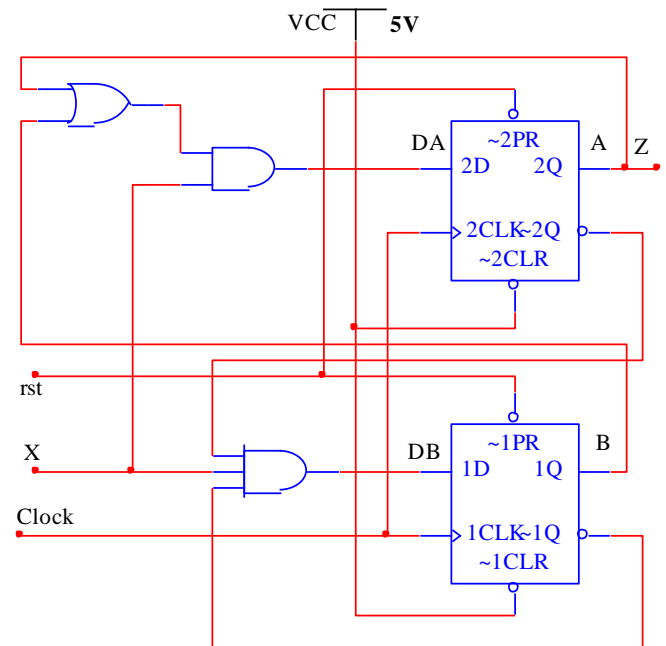 VCC 5V
~2PR
DA A Z
2D 2Q
2CLK ~2Q
~2CLR
rst
~1PR
X DB B
1D 1Q
Clock
1CLK ~1Q
~1CLR